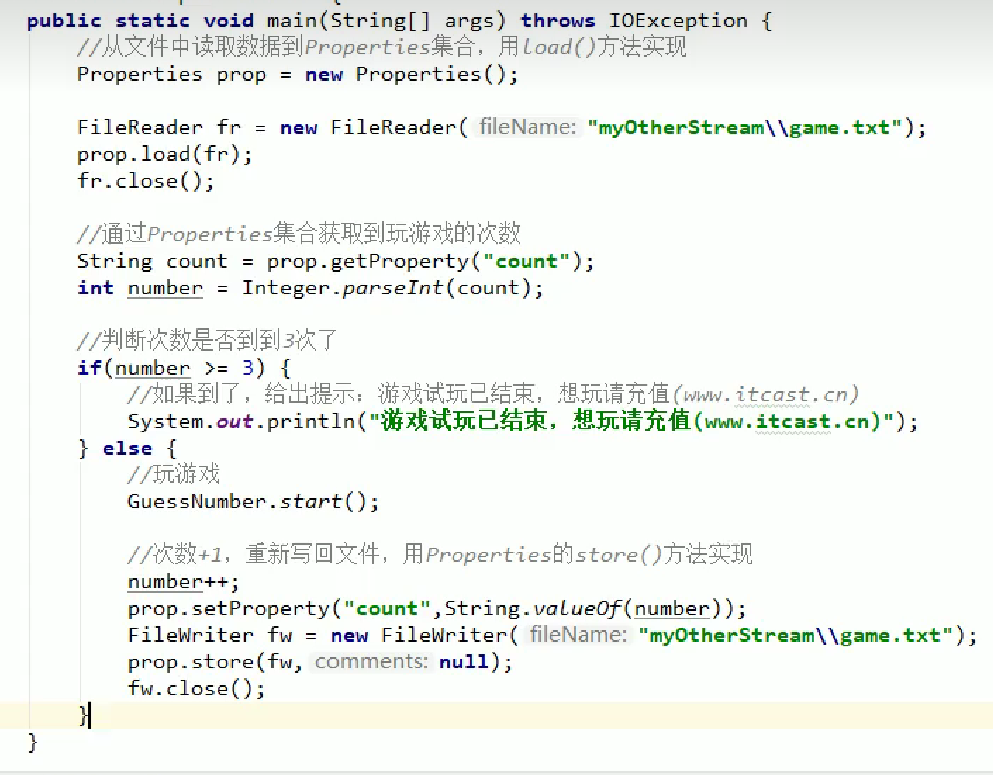 public static void main(String[] args) throws IOException {
//从文件中读取数据到Properties集合，用load()方法实现
Properties prop = new Properties();
FileReader fr = new FileReader( fileName: "myOtherStream\\game.txt");
prop.load(fr);
fr.close();
//通过Properties集合获取到玩游戏的次数
String count = prop.getProperty("count");
int number = Integer.parseInt(count);
//判断次数是否到到3次了
if(number >= 3) {
//如果到了，给出提示：游戏试玩已结束，想玩请充值(www.itcast.cn)
System.out.println("游戏试玩已结束，想玩请充值(www.itcast.cn)");
} else {
//玩游戏
GuessNumber.start();
//次数+1，重新写回文件，用Properties的store()方法实现
number++;
prop.setProperty("count",String.valueOf(number));
FileWriter fw = new FileWriter( fileName: "myOtherStream\\game.txt");
prop.store(fw, comments: null);
fw.close();
}
}